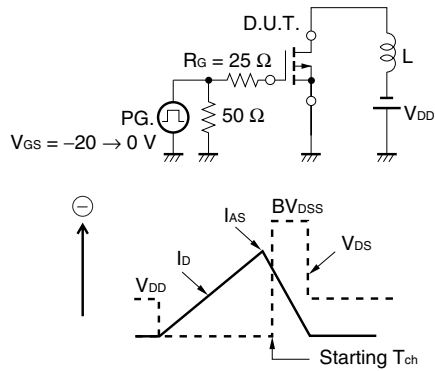 D.U.T.
RG = 25 Ω
L
PG.
50 Ω
VDD
VGS = −20 → 0 V
−
IAS
BVDSS
ID
VDS
VDD
Starting Tch